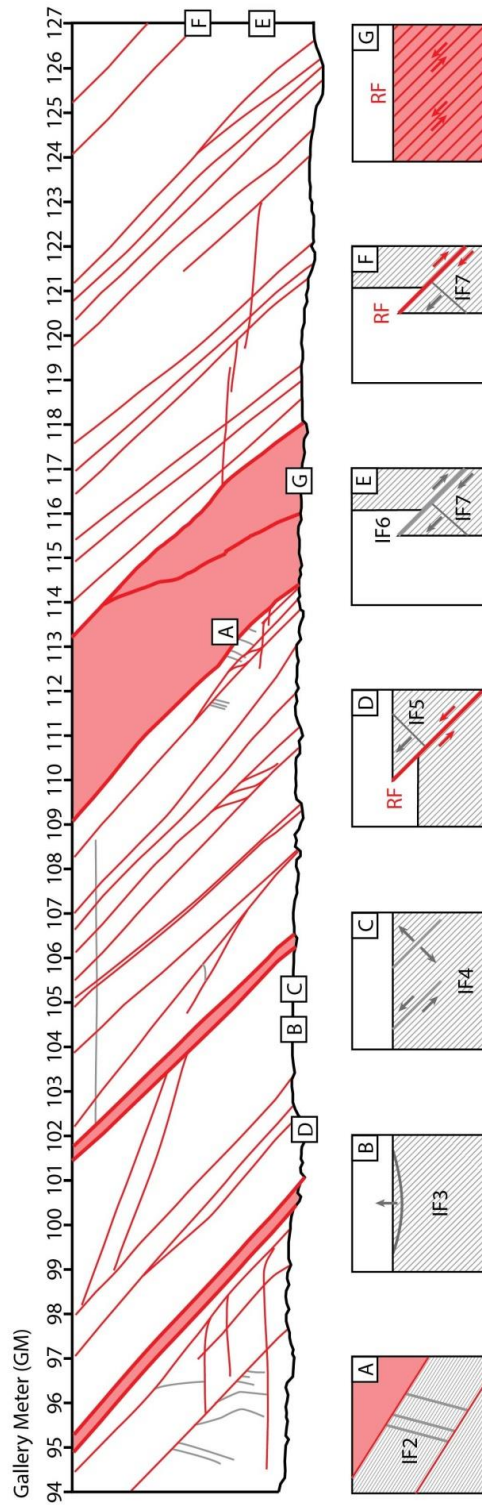 Gallery Meter (GM)
94 95 96 97 98 99 100 101 102 103 104 105 106 107 108 109 110 111 112 113 114 115 116 117 118 119 120 121 122 123 124 125 126 127
F
E
A
G
B
C
D
A
IF2
B
IF3
C
IF4
D
RF
IF5
E
IF6
IF7
F
RF
IF7
G
RF